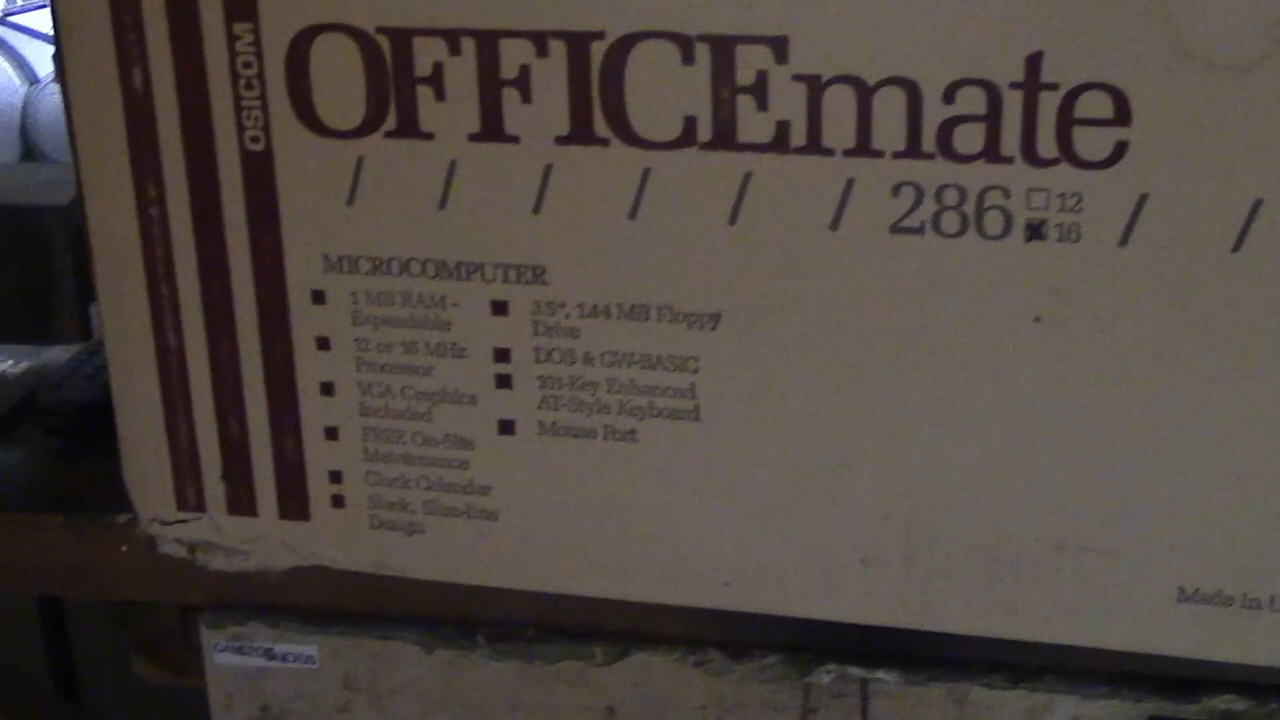 OSICOM
OFFICEmate
/ / / / / / 286 12 / /
16
MICROCOMPUTER
1 MB RAM -
Expandable
12 or 16 MHz
Processor
VGA Graphics
Included
FREE On-Site
Maintenance
Clock Calendar
Sleek, Slim-line
Design
3.5", 1.44 MB Floppy
Drive
DOS & GW-BASIC
101-Key Enhanced
AT-Style Keyboard
Mouse Port
Made in